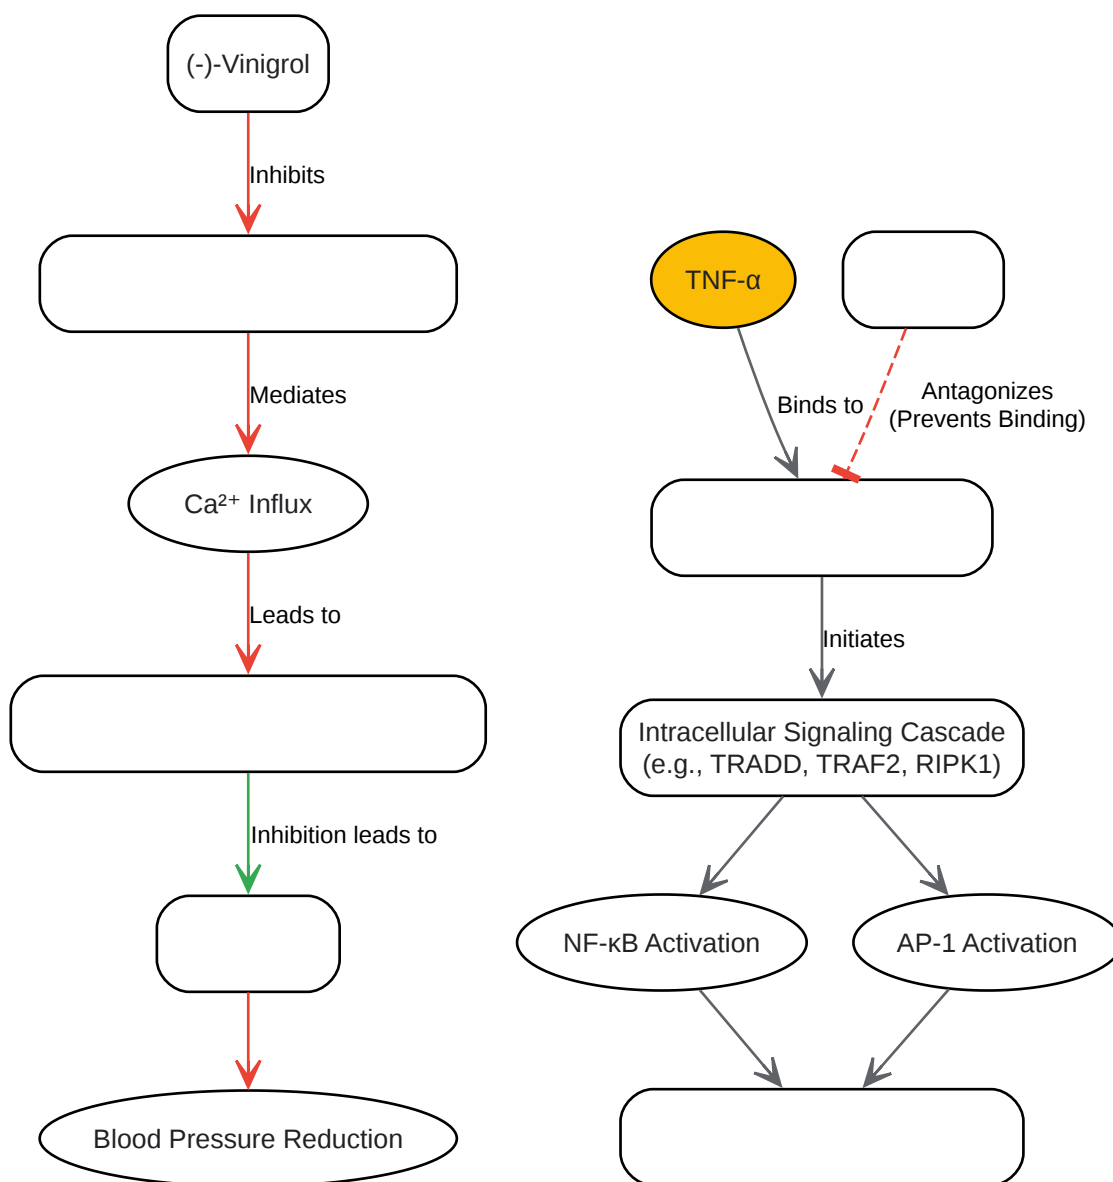 (-)-Vinigrol
Inhibits
Mediates
Ca²⁺ Influx
Leads to
Inhibition leads to
Blood Pressure Reduction
TNF-α
Binds to
Antagonizes
(Prevents Binding)
Initiates
Intracellular Signaling Cascade
(e.g., TRADD, TRAF2, RIPK1)
NF-κB Activation
AP-1 Activation